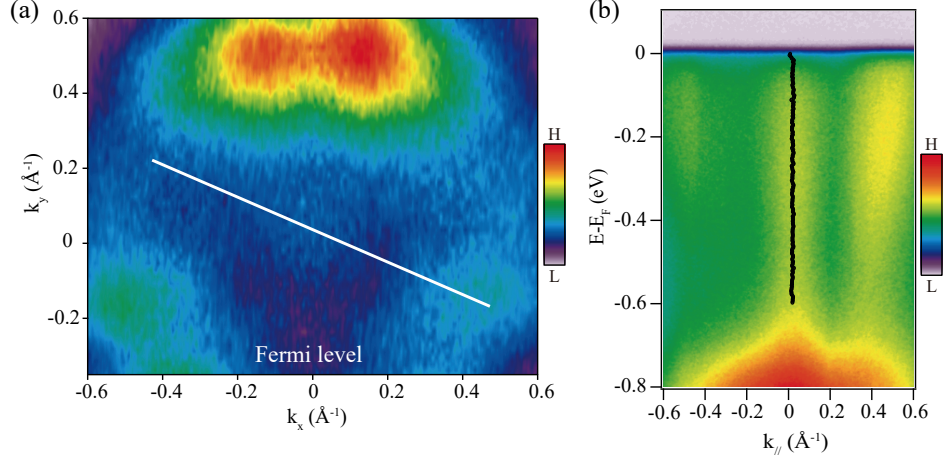 (a)
0.6
0.4
0.2
0
-0.2
k_y (Å⁻¹)
Fermi level
-0.6 -0.4 -0.2 0 0.2 0.4 0.6
k_x (Å⁻¹)
H
L
(b)
0
-0.2
-0.4
-0.6
-0.8
E-E_F (eV)
-0.6 -0.4 -0.2 0 0.2 0.4 0.6
k_// (Å⁻¹)
H
L